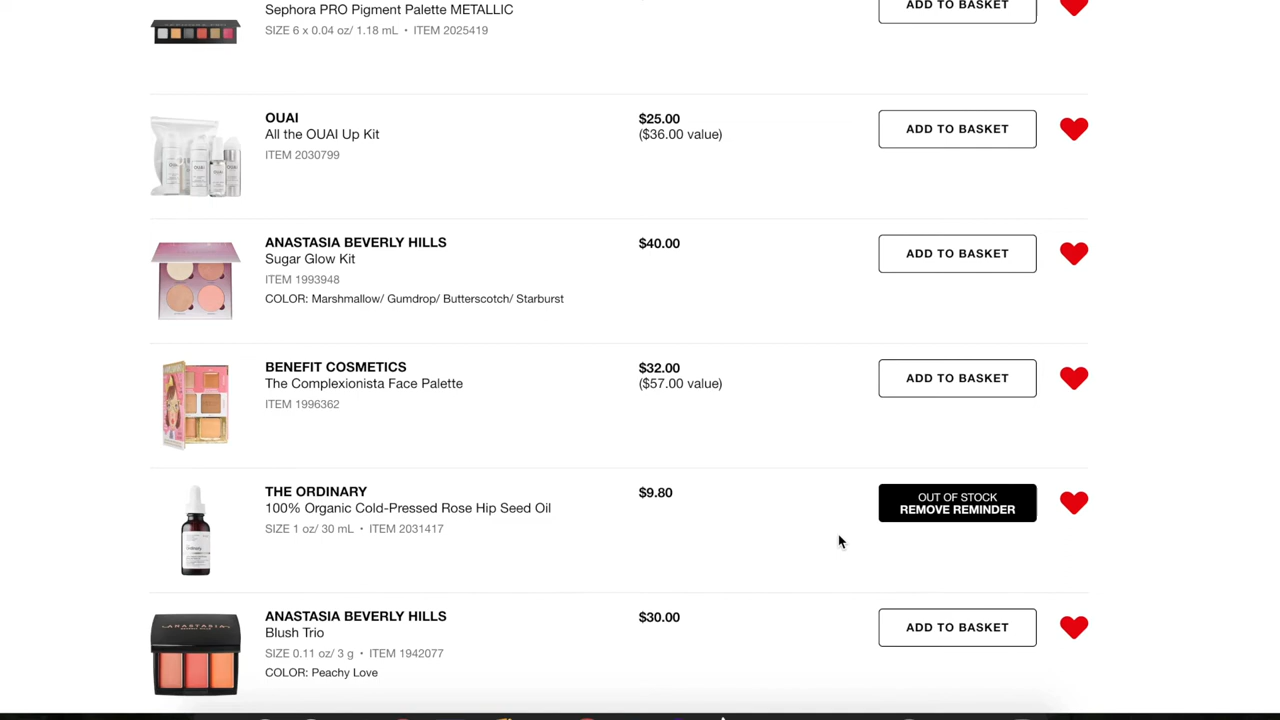 Sephora PRO Pigment Palette METALLIC
SIZE 6 x 0.04 oz/ 1.18 mL • ITEM 2025419
ADD TO BASKET
OUAI
All the OUAI Up Kit
ITEM 2030799
$25.00
($36.00 value)
ADD TO BASKET
ANASTASIA BEVERLY HILLS
Sugar Glow Kit
ITEM 1993948
COLOR: Marshmallow/ Gumdrop/ Butterscotch/ Starburst
$40.00
ADD TO BASKET
BENEFIT COSMETICS
The Complexionista Face Palette
ITEM 1996362
$32.00
($57.00 value)
ADD TO BASKET
THE ORDINARY
100% Organic Cold-Pressed Rose Hip Seed Oil
SIZE 1 oz/ 30 mL • ITEM 2031417
$9.80
OUT OF STOCK
REMOVE REMINDER
ANASTASIA BEVERLY HILLS
Blush Trio
SIZE 0.11 oz/ 3 g • ITEM 1942077
COLOR: Peachy Love
$30.00
ADD TO BASKET